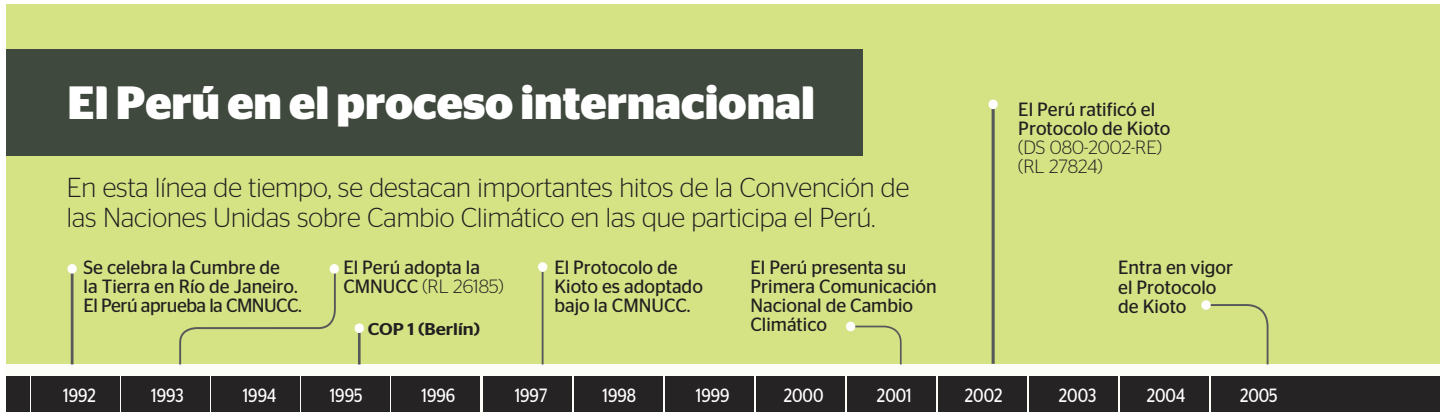 El Perú en el proceso internacional
En esta línea de tiempo, se destacan importantes hitos de la Convención de
las Naciones Unidas sobre Cambio Climático en las que participa el Perú.
Se celebra la Cumbre de
la Tierra en Río de Janeiro.
El Perú aprueba la CMNUCC.
El Perú adopta la
CMNUCC (RL 26185)
COP 1 (Berlín)
El Protocolo de
Kioto es adoptado
bajo la CMNUCC.
El Perú presenta su
Primera Comunicación
Nacional de Cambio
Climático
El Perú ratificó el
Protocolo de Kioto
(DS 080-2002-RE)
(RL 27824)
Entra en vigor
el Protocolo
de Kioto
1992 1993 1994 1995 1996 1997 1998 1999 2000 2001 2002 2003 2004 2005